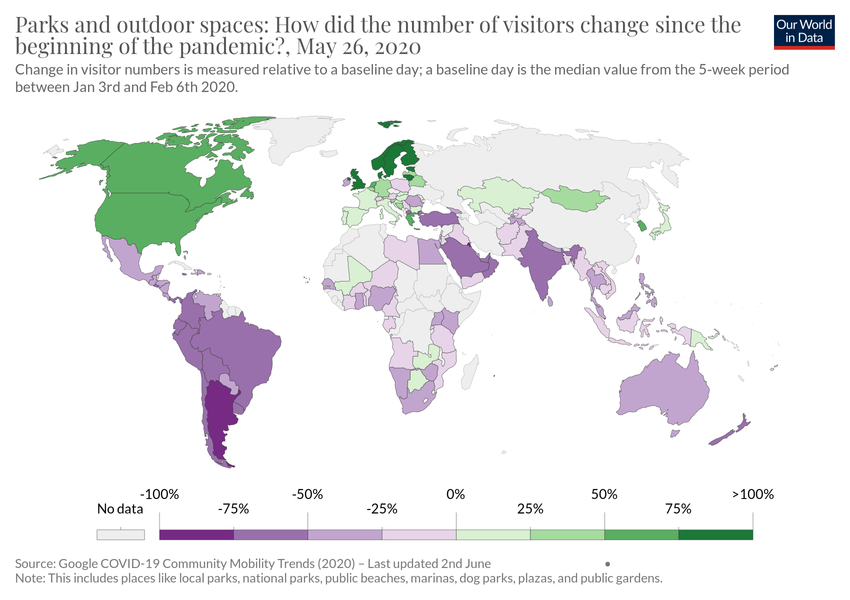 Parks and outdoor spaces: How did the number of visitors change since the
beginning of the pandemic?, May 26, 2020
Our World
in Data
Change in visitor numbers is measured relative to a baseline day; a baseline day is the median value from the 5-week period
between Jan 3rd and Feb 6th 2020.
-100% -50% 0% 50% >100%
No data -75% -25% 25% 75%
Source: Google COVID-19 Community Mobility Trends (2020) – Last updated 2nd June
Note: This includes places like local parks, national parks, public beaches, marinas, dog parks, plazas, and public gardens.